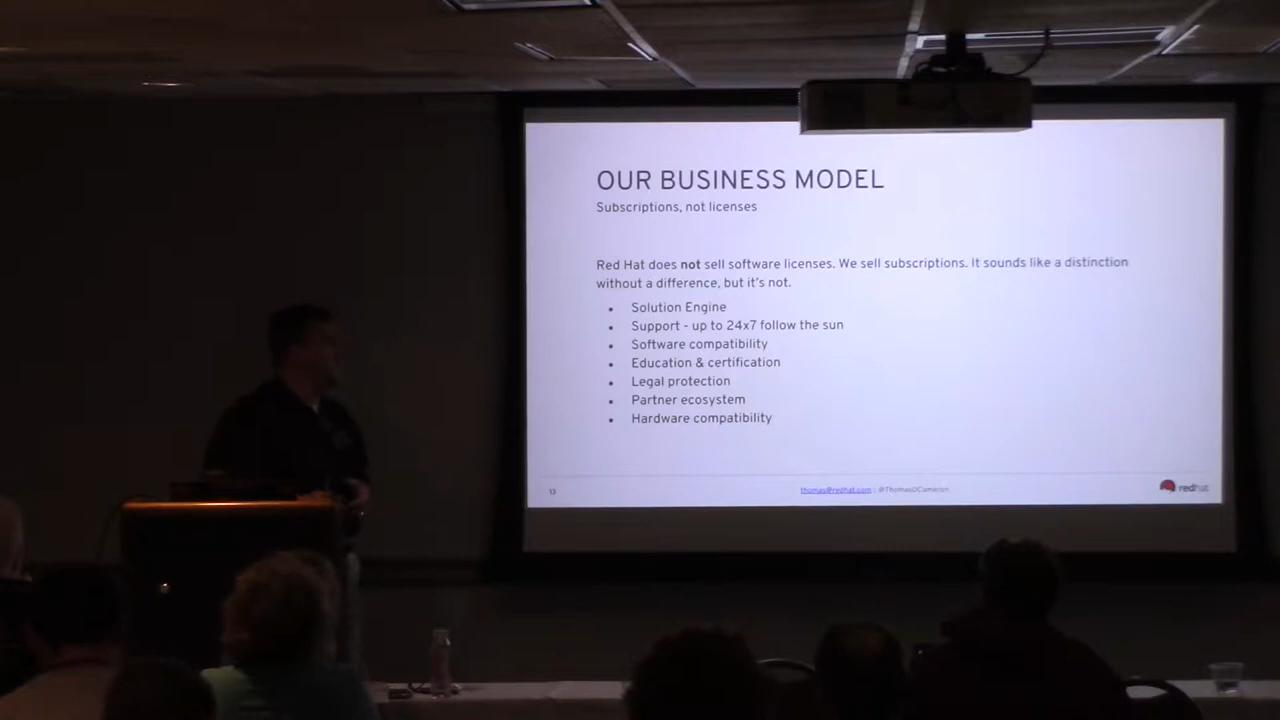 OUR BUSINESS MODEL
Subscriptions, not licenses
Red Hat does not sell software licenses. We sell subscriptions. It sounds like a distinction
without a difference, but it's not.
• Solution Engine
• Support - up to 24x7 follow the sun
• Software compatibility
• Education & certification
• Legal protection
• Partner ecosystem
• Hardware compatibility
13
thomas@redhat.com | @ThomasDCameron
redhat